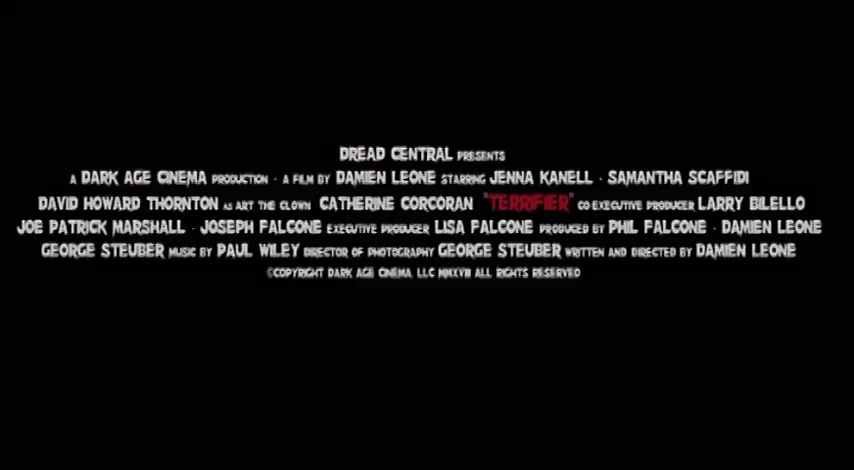 DREAD CENTRAL PRESENTS
A DARK AGE CINEMA PRODUCTION · A FILM BY DAMIEN LEONE STARRING JENNA KANELL · SAMANTHA SCAFFIDI
DAVID HOWARD THORNTON AS ART THE CLOWN CATHERINE CORCORAN "TERRIFIER" CO EXECUTIVE PRODUCER LARRY BILELLO
JOE PATRICK MARSHALL · JOSEPH FALCONE EXECUTIVE PRODUCER LISA FALCONE PRODUCED BY PHIL FALCONE · DAMIEN LEONE
GEORGE STEUBER MUSIC BY PAUL WILEY DIRECTOR OF PHOTOGRAPHY GEORGE STEUBER WRITTEN AND DIRECTED BY DAMIEN LEONE
©COPYRIGHT DARK AGE CINEMA, LLC MMXVII ALL RIGHTS RESERVED